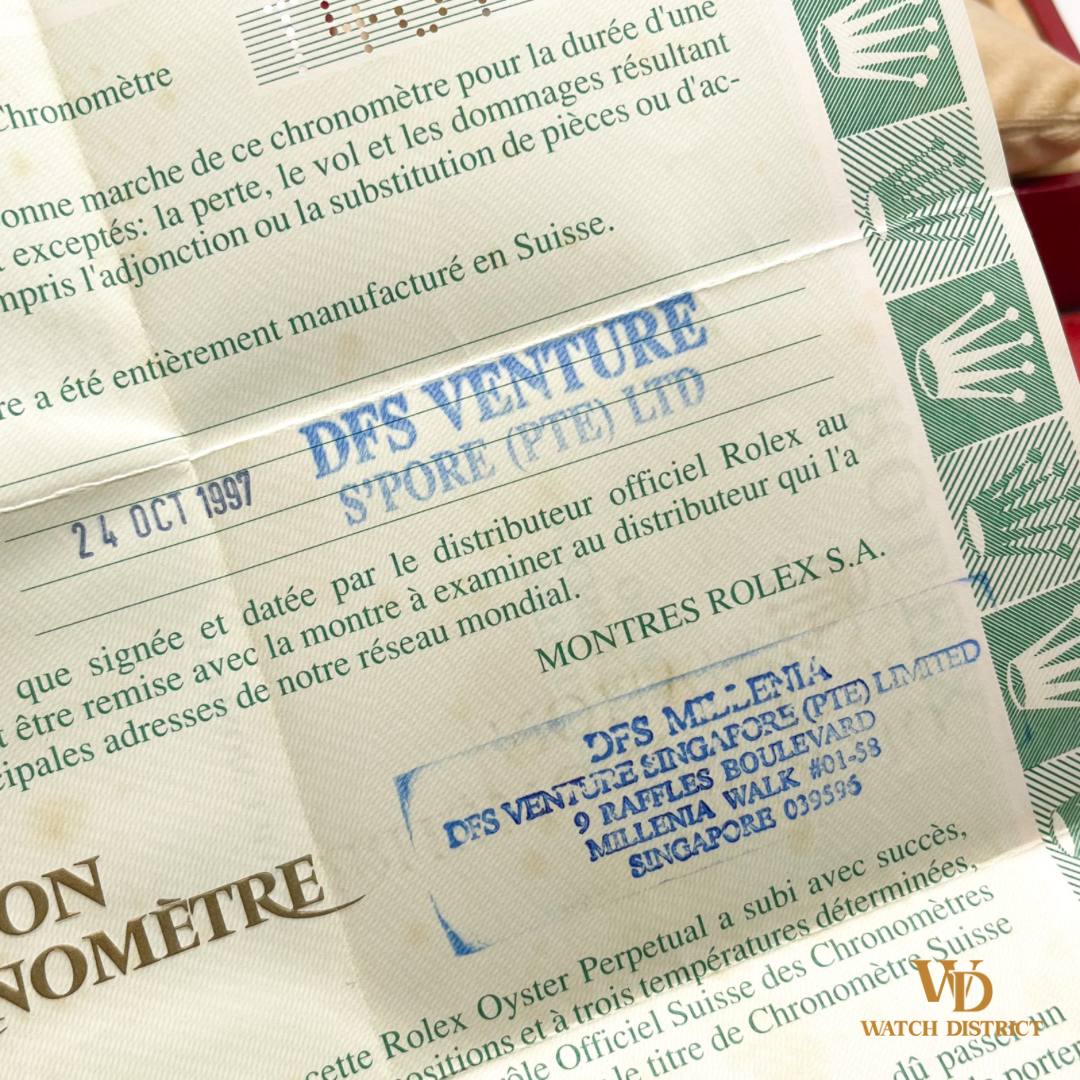 Chronomètre
onne marche de ce chronomètre pour la durée d'une
exceptés: la perte, le vol et les dommages résultant
mpris l'adjonction ou la substitution de pièces ou d'ac-
re a été entièrement manufacturé en Suisse.
DFS VENTURE
S'PORE (PTE) LTD
24 OCT 1997
que signée et datée par le distributeur officiel Rolex au
t être remise avec la montre à examiner au distributeur qui l'a
cipales adresses de notre réseau mondial.
MONTRES ROLEX S.A.
DFS MILLENIA
DFS VENTURE SINGAPORE (PTE) LIMITED
9 RAFFLES BOULEVARD
MILLENIA WALK #01-58
SINGAPORE 039596
ON
NOMÈTRE
cette Rolex Oyster Perpetual a subi avec succès,
ositions et à trois températures déterminées,
ôle Officiel Suisse des Chronomètres
le titre de Chronomètre Suisse
dû passer un
porter
WD
WATCH DISTRICT